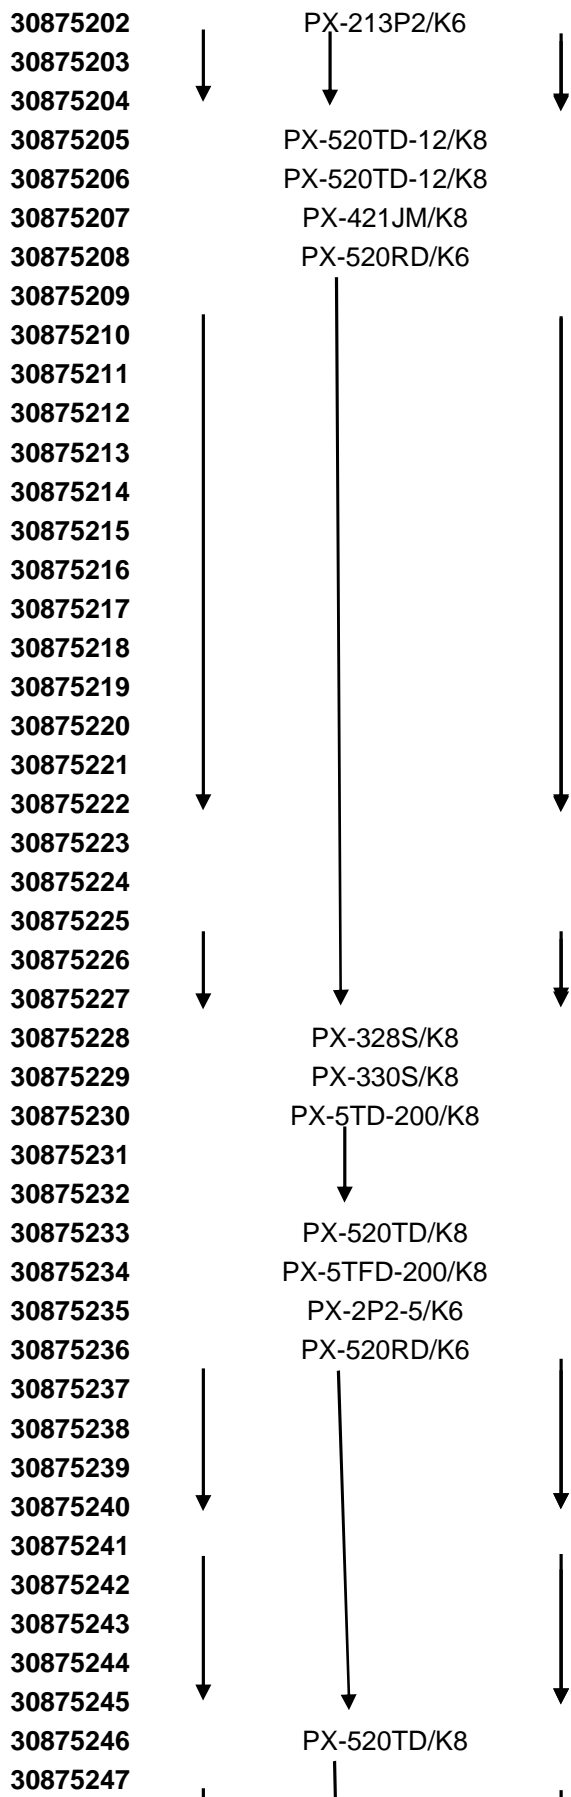 30875202 PX-213P2/K6
30875203
30875204
30875205 PX-520TD-12/K8
30875206 PX-520TD-12/K8
30875207 PX-421JM/K8
30875208 PX-520RD/K6
30875209
30875210
30875211
30875212
30875213
30875214
30875215
30875216
30875217
30875218
30875219
30875220
30875221
30875222
30875223
30875224
30875225
30875226
30875227
30875228 PX-328S/K8
30875229 PX-330S/K8
30875230 PX-5TD-200/K8
30875231
30875232
30875233 PX-520TD/K8
30875234 PX-5TFD-200/K8
30875235 PX-2P2-5/K6
30875236 PX-520RD/K6
30875237
30875238
30875239
30875240
30875241
30875242
30875243
30875244
30875245
30875246 PX-520TD/K8
30875247